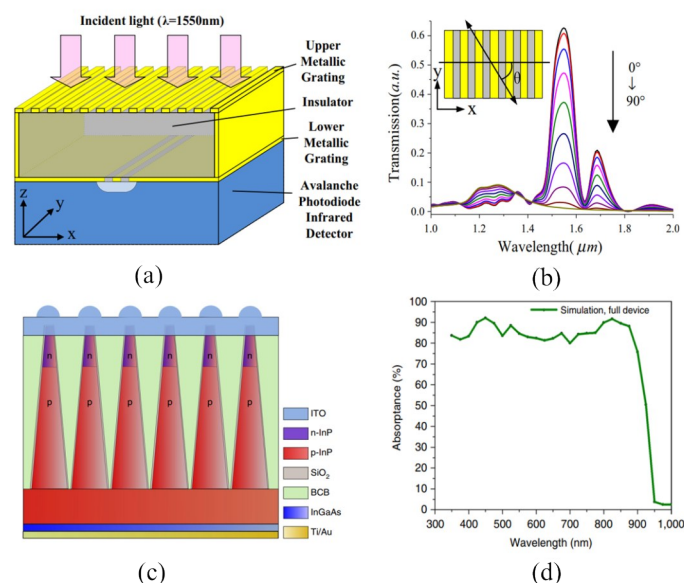 Incident light (λ=1550nm)
Upper
Metallic
Grating
Insulator
Lower
Metallic
Grating
Avalanche
Photodiode
Infrared
Detector
z
y
x
(a)
Transmission(a.u.)
0.6
0.5
0.4
0.3
0.2
0.1
0.0
y
x
θ
0°
90°
1.0 1.2 1.4 1.6 1.8 2.0
Wavelength( μm)
(b)
n n n n n n
p p p p p p
ITO
n-InP
p-InP
SiO₂
BCB
InGaAs
Ti/Au
(c)
Simulation, full device
Absorptance (%)
100
90
80
70
60
50
40
30
20
10
0
300 400 500 600 700 800 900 1,000
Wavelength (nm)
(d)